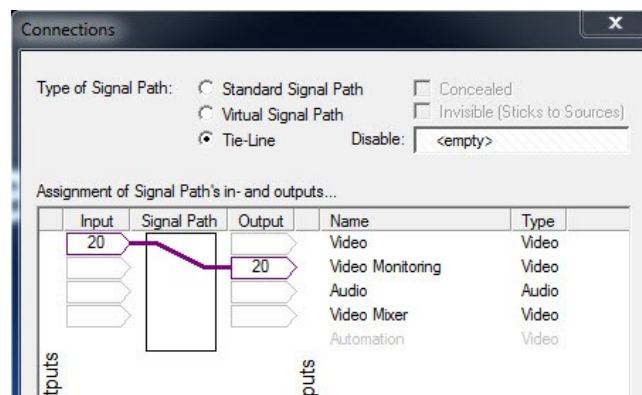 Connections
x
Type of Signal Path: Standard Signal Path Concealed
Virtual Signal Path Invisible (Sticks to Sources)
Tie-Line Disable: <empty>
Assignment of Signal Path's in- and outputs...
Input Signal Path Output Name Type
20 Video Video
20 Video Monitoring Video
Audio Audio
Video Mixer Video
Automation Video